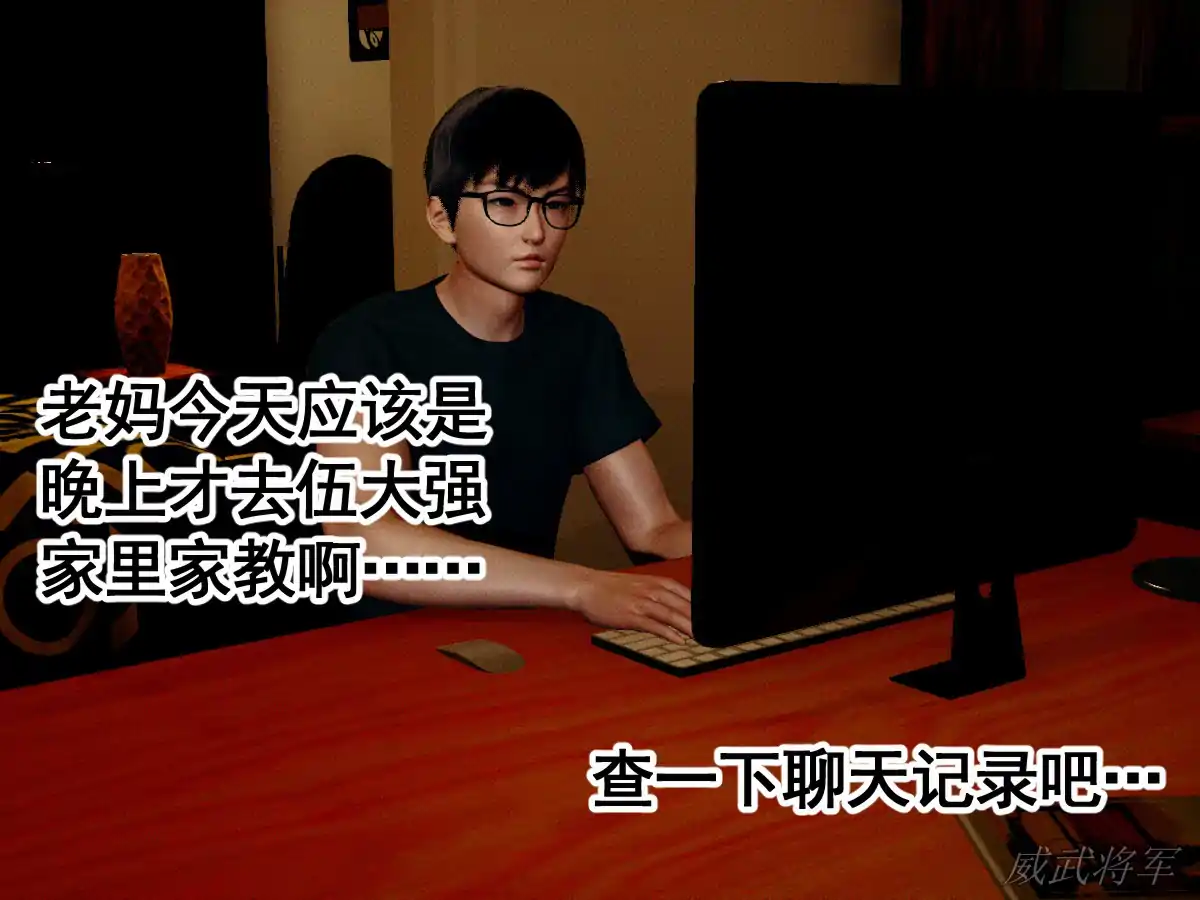 老妈今天应该是
晚上才去伍大强
家里家教啊……
查一下聊天记录吧…
威武将军